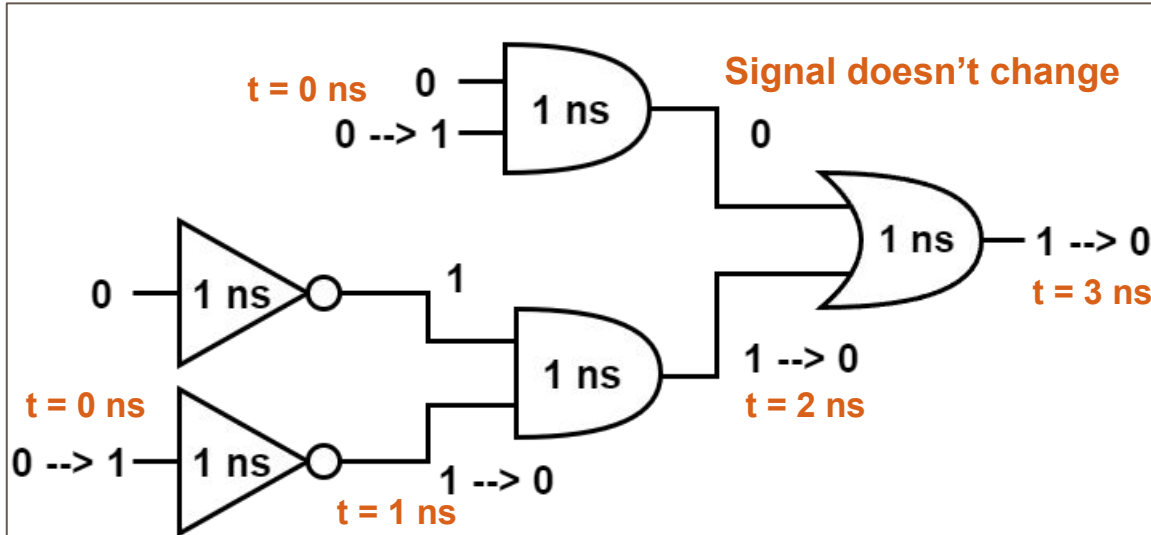 Signal doesn’t change
t = 0 ns
0
0 --> 1
1 ns
0
1 ns
1 --> 0
t = 3 ns
0
1 ns
1
1 ns
1 --> 0
t = 2 ns
t = 0 ns
0 --> 1
1 ns
1 --> 0
t = 1 ns